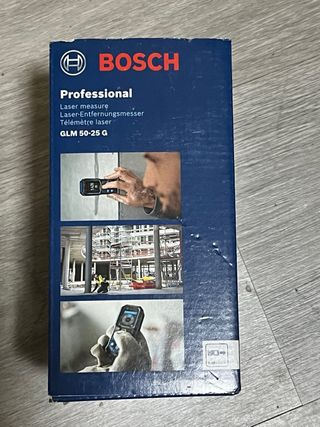 BOSCH
Professional
Laser measure
Laser-Entfernungsmesser
Télémètre laser
GLM 50-25 G